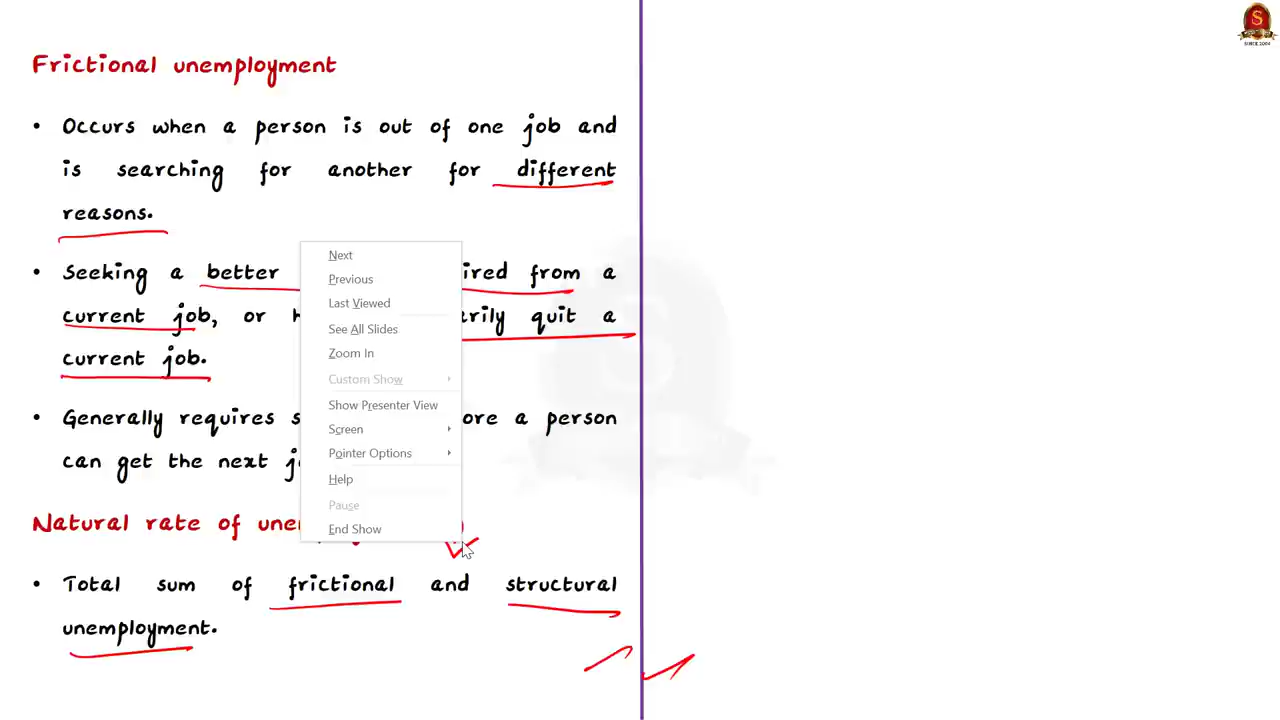 S
SINCE 2004
Frictional unemployment
• Occurs when a person is out of one job and
is searching for another for different
reasons.
• Seeking a better ired from a
current job, or arily quit a
current job.
• Generally requires ore a person
can get the next
Natural rate of
• Total sum of frictional and structural
unemployment.
Next
Previous
Last Viewed
See All Slides
Zoom In
Custom Show
Show Presenter View
Screen
Pointer Options
Help
Pause
End Show